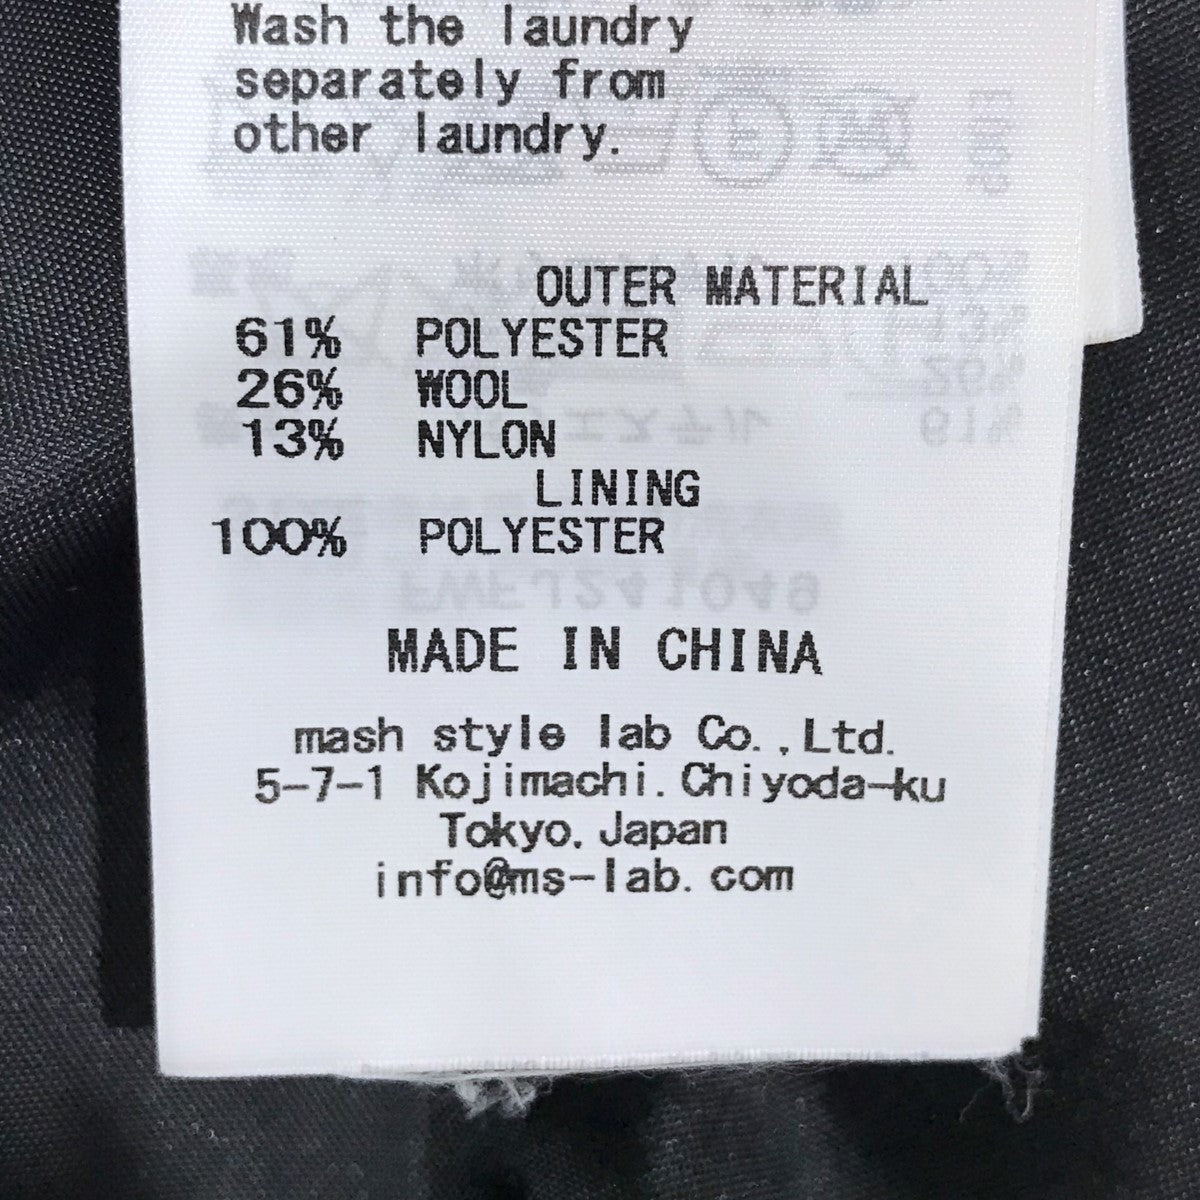 Wash the laundry
separately from
other laundry.
OUTER MATERIAL
61% POLYESTER
26% WOOL
13% NYLON
LINING
100% POLYESTER
MADE IN CHINA
mash style lab Co.,Ltd.
5-7-1 Kojimachi.Chiyoda-ku
Tokyo.Japan
info@ms-lab.com